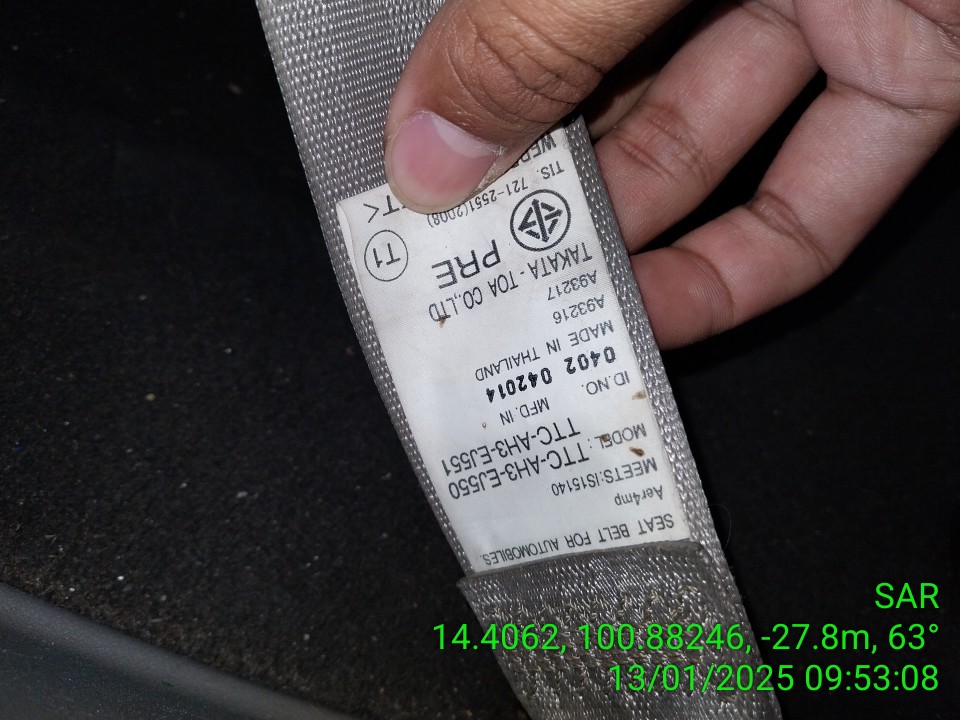 SEAT BELT FOR AUTOMOBILES.
Aer4mp
MEETS:IS15140
MODEL: TTC-AH3-EJ550
TTC-AH3-EJ551
ID.NO. MFD. IN
0402 042014
MADE IN THAILAND
A93216
A93217
TAKATA - TOA CO.,LTD
PRE T1
TIS. 721-2551(2008)
SAR
14.4062, 100.88246, -27.8m, 63°
13/01/2025 09:53:08